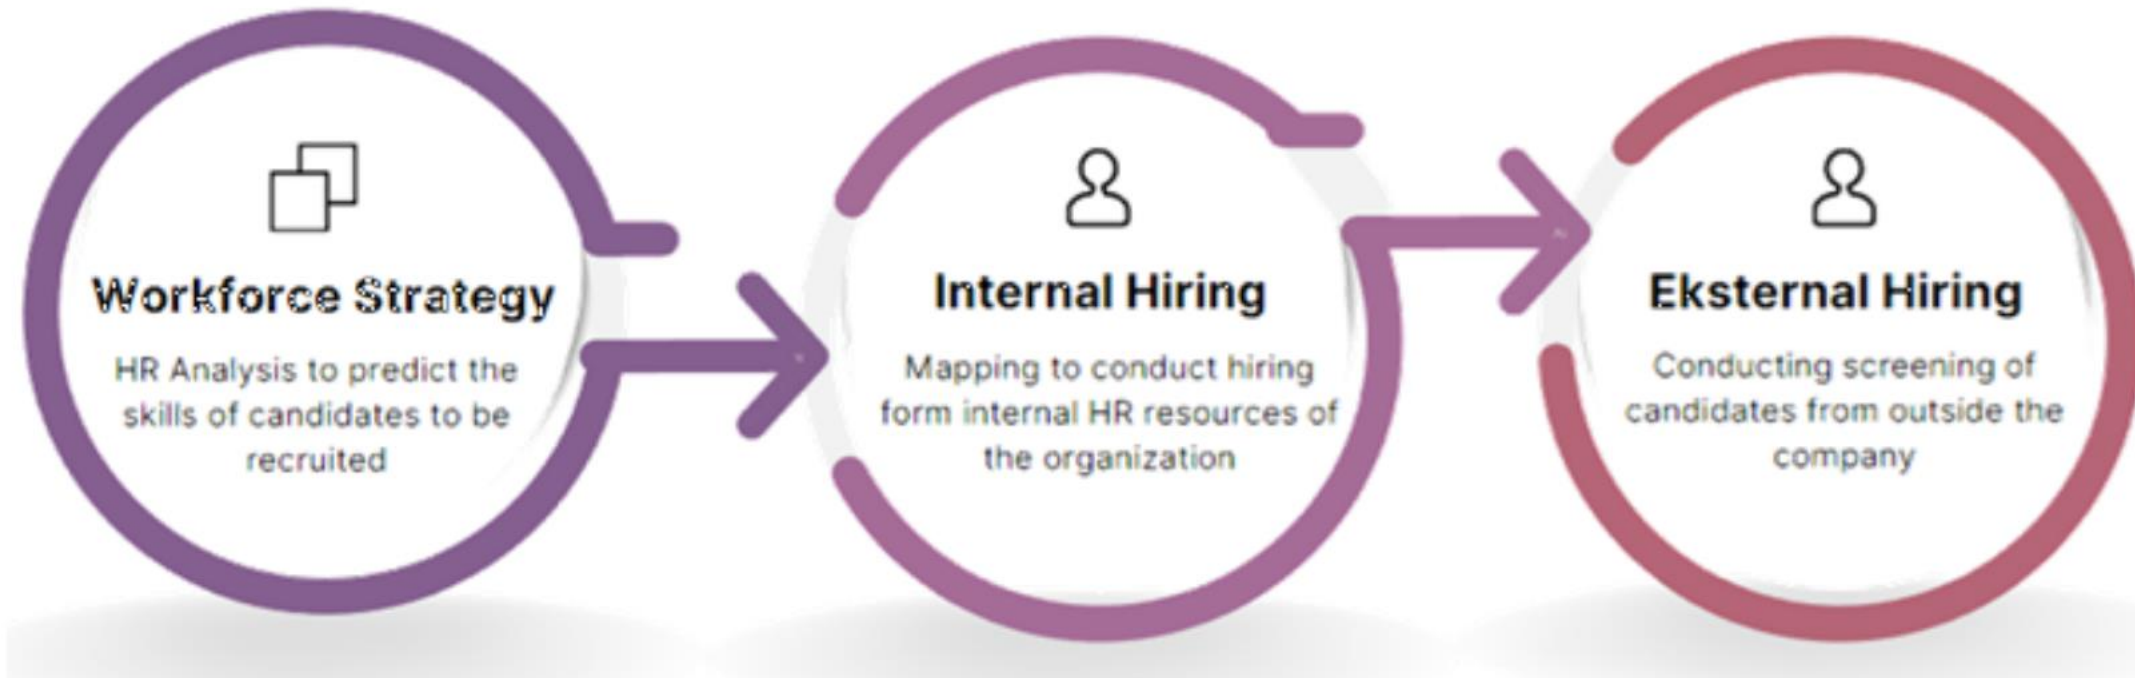 Workforce Strategy
HR Analysis to predict the
skills of candidates to be
recruited
Internal Hiring
Mapping to conduct hiring
form internal HR resources of
the organization
Eksternal Hiring
Conducting screening of
candidates from outside the
company